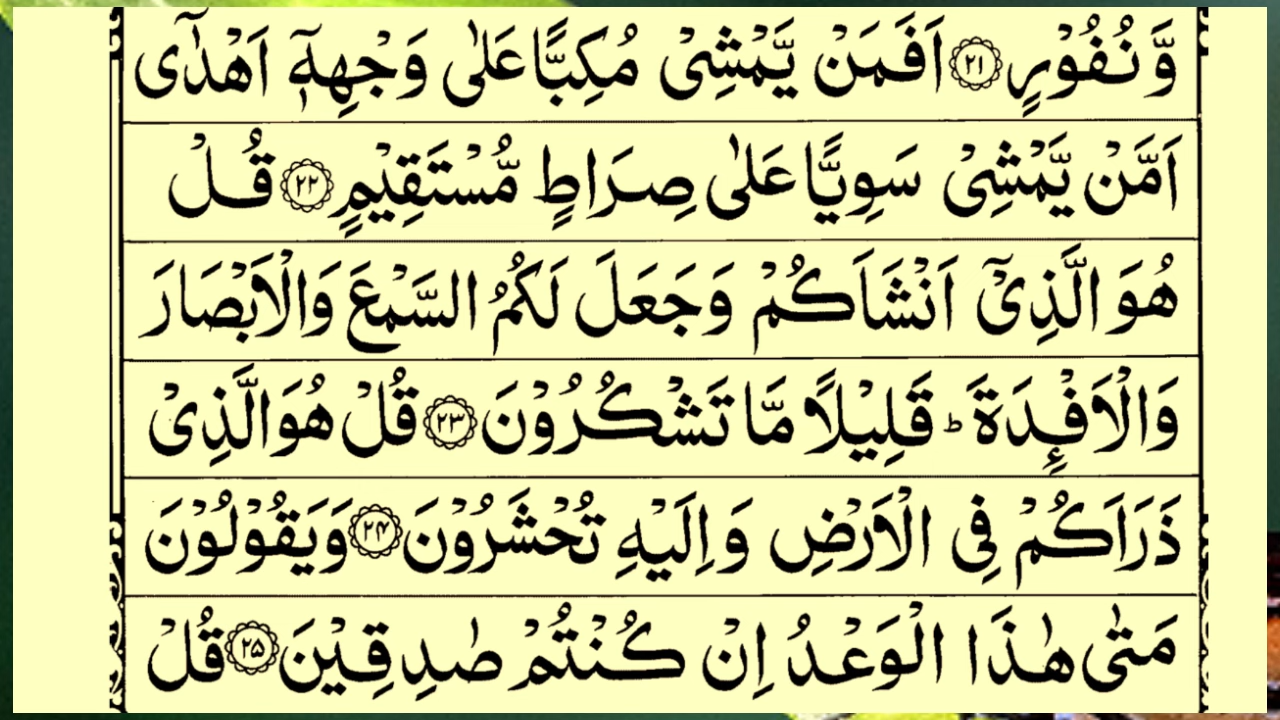 وَّ نُفُوْرٍ ﴿۲۱﴾ اَفَمَنْ یَّمْشِیْ مُكِبًّا عَلٰی وَجْهِهٖۤ اَهْدٰۤی
اَمَّنْ یَّمْشِیْ سَوِیًّا عَلٰی صِرَاطٍ مُّسْتَقِیْمٍ ﴿۲۲﴾ قُلْ
هُوَ الَّذِیْۤ اَنْشَاَكُمْ وَجَعَلَ لَكُمُ السَّمْعَ وَالْاَبْصَارَ
وَالْاَفْـِٕدَةَ ؕ قَلِیْلًا مَّا تَشْكُرُوْنَ ﴿۲۳﴾ قُلْ هُوَ الَّذِیْ
ذَرَاَكُمْ فِی الْاَرْضِ وَاِلَیْهِ تُحْشَرُوْنَ ﴿۲۴﴾ وَیَقُوْلُوْنَ
مَتٰی هٰذَا الْوَعْدُ اِنْ كُنْتُمْ صٰدِقِیْنَ ﴿۲۵﴾ قُلْ